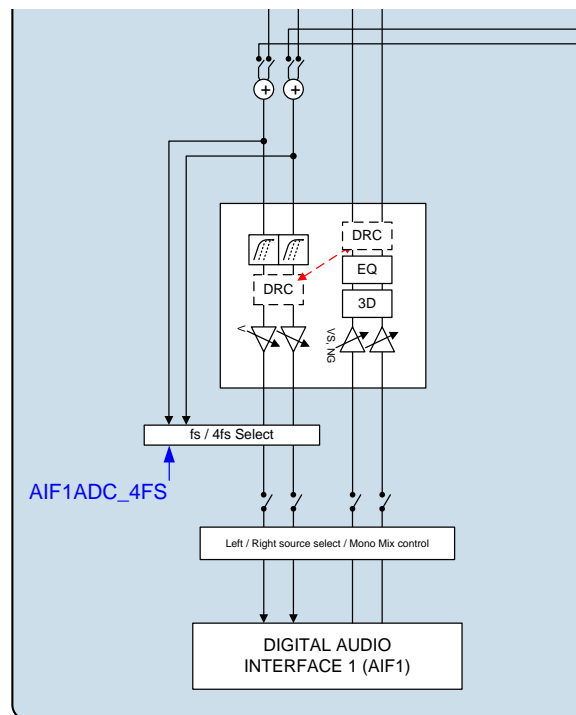 +
+
DRC
EQ
DRC
3D
V
VS, NG
fs / 4fs Select
AIF1ADC_4FS
Left / Right source select / Mono Mix control
DIGITAL AUDIO
INTERFACE 1 (AIF1)